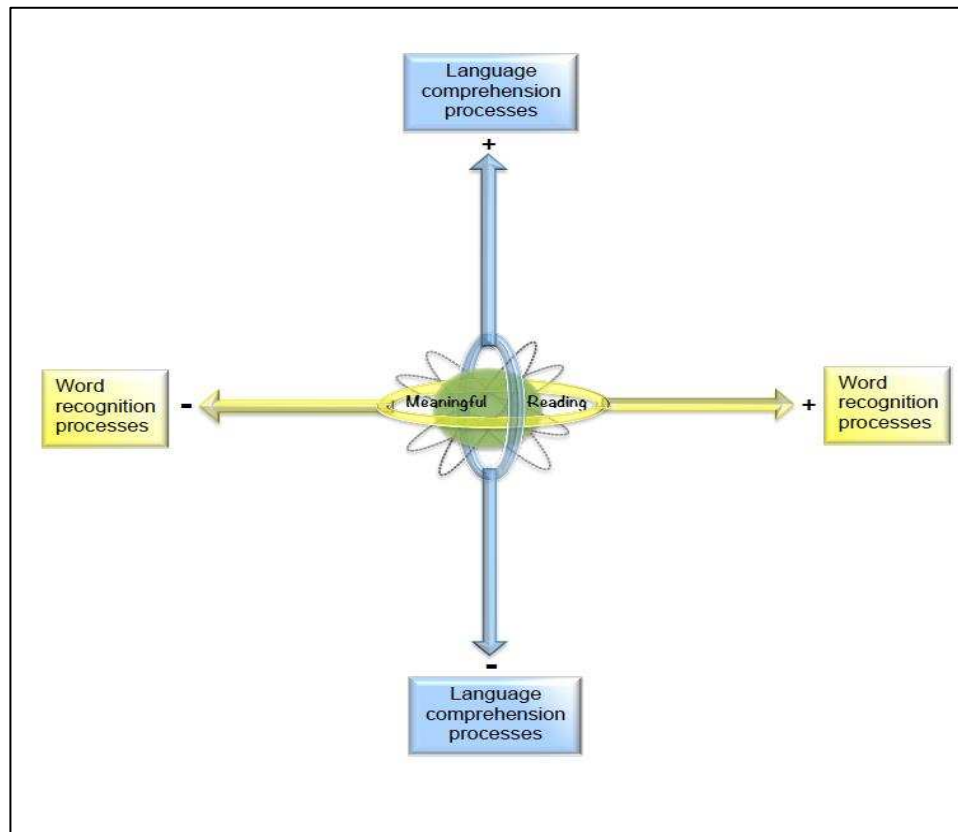 Language
comprehension
processes
+
Word
recognition
processes
-
Meaningful Reading
+
Word
recognition
processes
-
Language
comprehension
processes